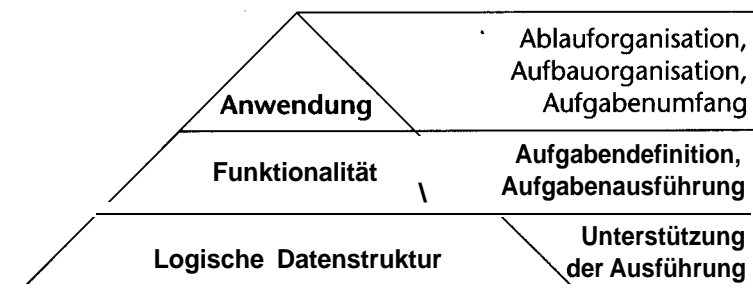 Ablauforganisation,
Aufbauorganisation,
Aufgabenumfang
Anwendung
Aufgabendefinition,
Aufgabenausführung
Funktionalität
Unterstützung
der Ausführung
Logische Datenstruktur